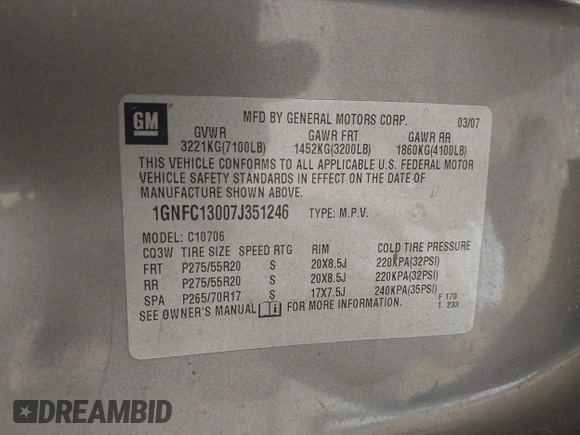 GM
MFD BY GENERAL MOTORS CORP. 03/07
GVWR GAWR FRT GAWR RR
3221KG(7100LB) 1452KG(3200LB) 1860KG(4100LB)
THIS VEHICLE CONFORMS TO ALL APPLICABLE U.S. FEDERAL MOTOR
VEHICLE SAFETY STANDARDS IN EFFECT ON THE DATE OF
MANUFACTURE SHOWN ABOVE.
1GNFC13007J351246 TYPE: M.P.V.
MODEL: C10706
CQ3W TIRE SIZE SPEED RTG RIM COLD TIRE PRESSURE
FRT P275/55R20 S 20X8.5J 220KPA(32PSI)
RR P275/55R20 S 20X8.5J 220KPA(32PSI)
SPA P265/70R17 S 17X7.5J 240KPA(35PSI)
SEE OWNER'S MANUAL FOR MORE INFORMATION. F 170
T 233
DREAMBID